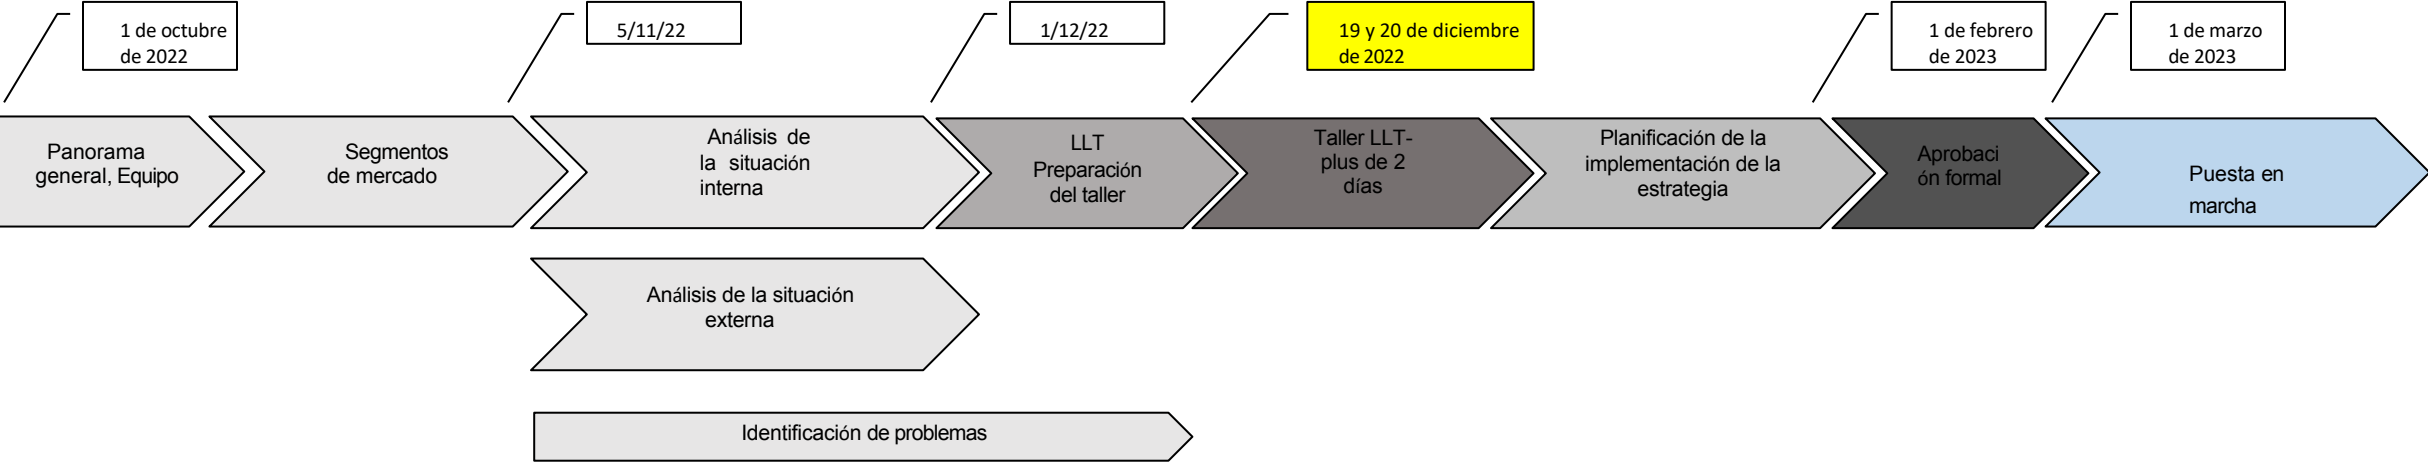 1 de octubre
de 2022
5/11/22
1/12/22
19 y 20 de diciembre
de 2022
1 de febrero
de 2023
1 de marzo
de 2023
Panorama
general, Equipo
Segmentos
de mercado
Análisis de
la situación
interna
LLT
Preparación
del taller
Taller LLT-
plus de 2
días
Planificación de la
implementación de la
estrategia
Aprobaci
ón formal
Puesta en
marcha
Análisis de la situación
externa
Identificación de problemas